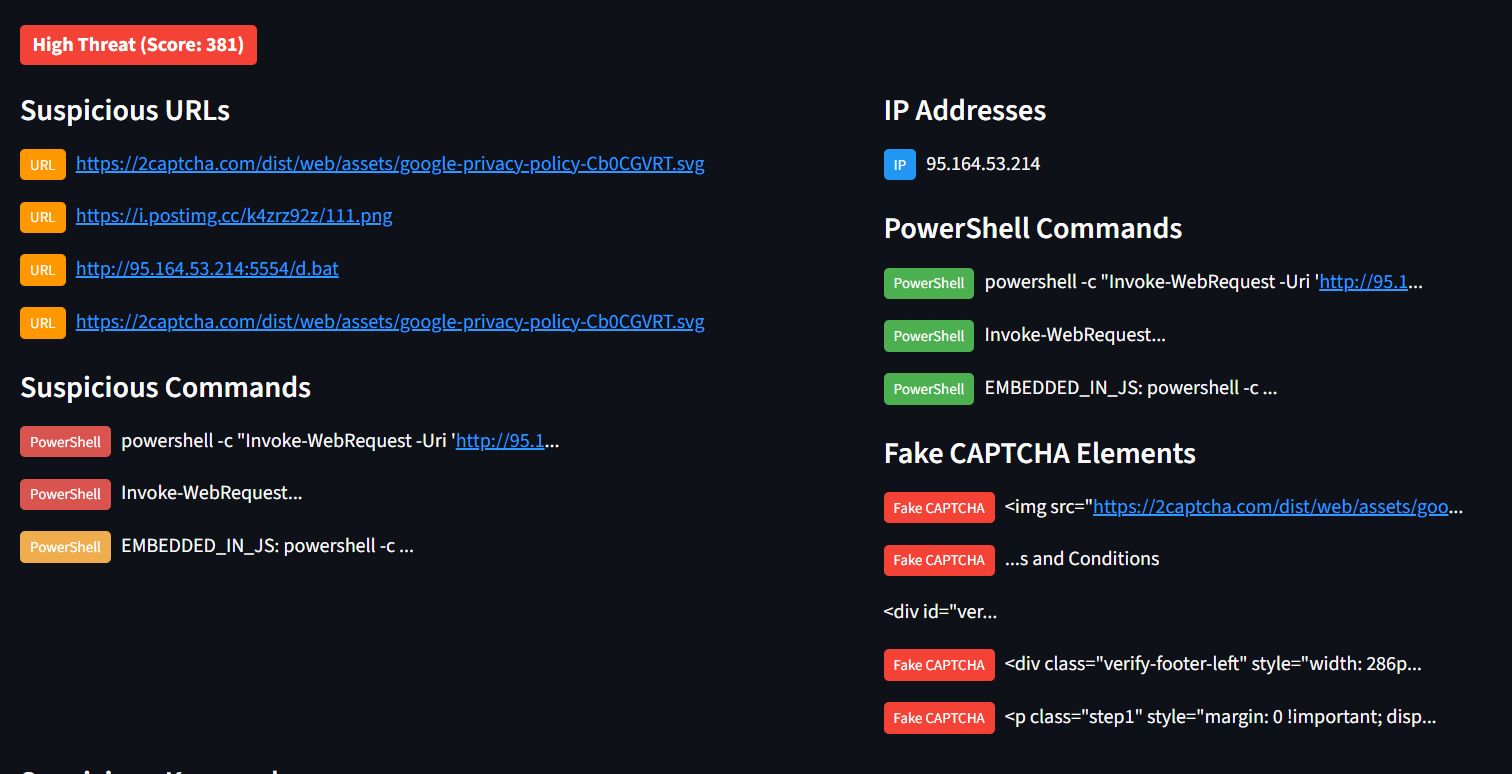 High Threat (Score: 381)
Suspicious URLs
URL https://2captcha.com/dist/web/assets/google-privacy-policy-Cb0CGVRT.svg
URL https://i.postimg.cc/k4zrz92z/111.png
URL http://95.164.53.214:5554/d.bat
URL https://2captcha.com/dist/web/assets/google-privacy-policy-Cb0CGVRT.svg
Suspicious Commands
PowerShell powershell -c "Invoke-WebRequest -Uri 'http://95.1...
PowerShell Invoke-WebRequest...
PowerShell EMBEDDED_IN_JS: powershell -c ...
IP Addresses
IP 95.164.53.214
PowerShell Commands
PowerShell powershell -c "Invoke-WebRequest -Uri 'http://95.1...
PowerShell Invoke-WebRequest...
PowerShell EMBEDDED_IN_JS: powershell -c ...
Fake CAPTCHA Elements
Fake CAPTCHA <img src="https://2captcha.com/dist/web/assets/goo...
Fake CAPTCHA ...s and Conditions
<div id="ver...
Fake CAPTCHA <div class="verify-footer-left" style="width: 286p...
Fake CAPTCHA <p class="step1" style="margin: 0 !important; disp...